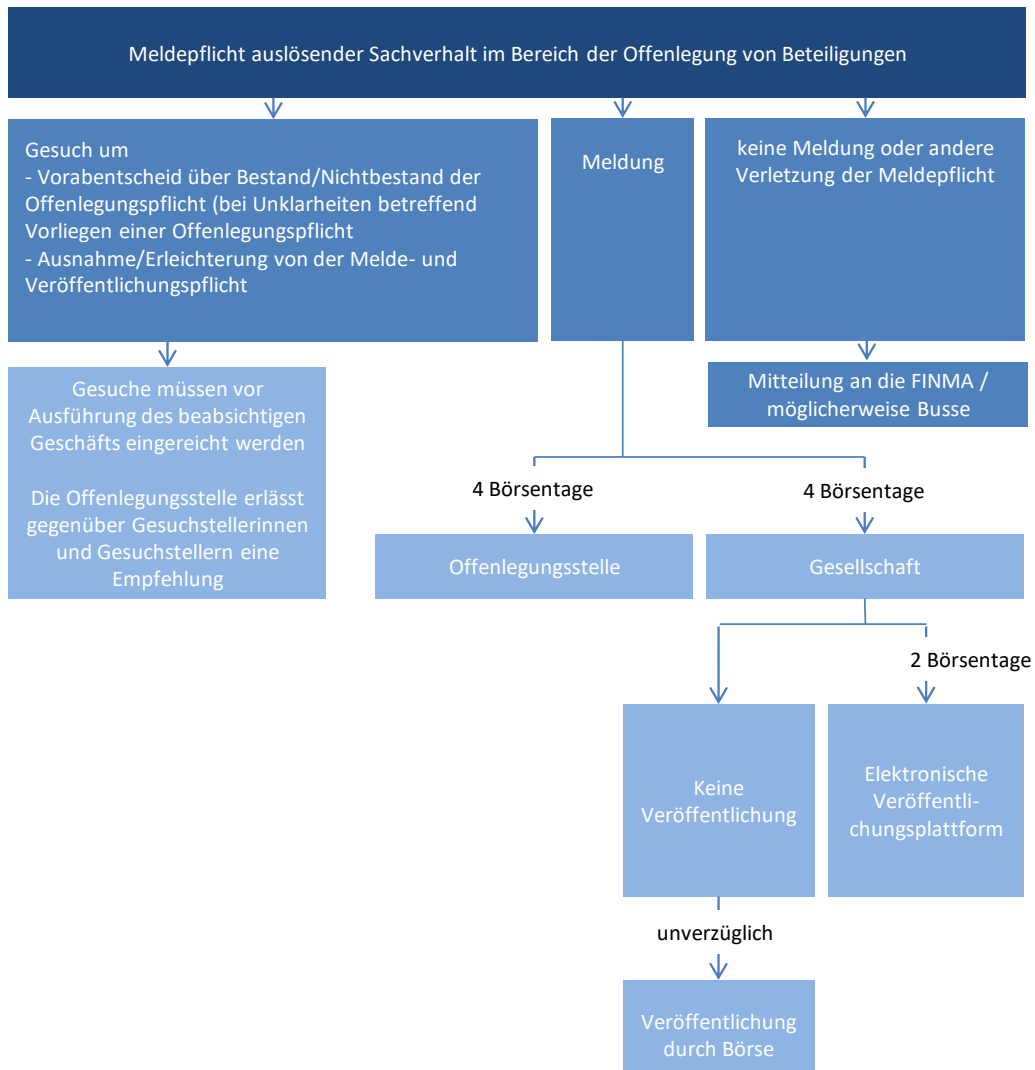 Meldepflicht auslösender Sachverhalt im Bereich der Offenlegung von Beteiligungen
Gesuch um
- Vorabentscheid über Bestand/Nichtbestand der
Offenlegungspflicht (bei Unklarheiten betreffend
Vorliegen einer Offenlegungspflicht
- Ausnahme/Erleichterung von der Melde- und
Veröffentlichungspflicht
Meldung
keine Meldung oder andere
Verletzung der Meldepflicht
Gesuche müssen vor
Ausführung des beabsichtigen
Geschäfts eingereicht werden
Die Offenlegungsstelle erlässt
gegenüber Gesuchstellerinnen
und Gesuchstellern eine
Empfehlung
Mitteilung an die FINMA /
möglicherweise Busse
4 Börsentage
4 Börsentage
Offenlegungsstelle
Gesellschaft
2 Börsentage
Keine
Veröffentlichung
Elektronische
Veröffentli-
chungsplattform
unverzüglich
Veröffentlichung
durch Börse